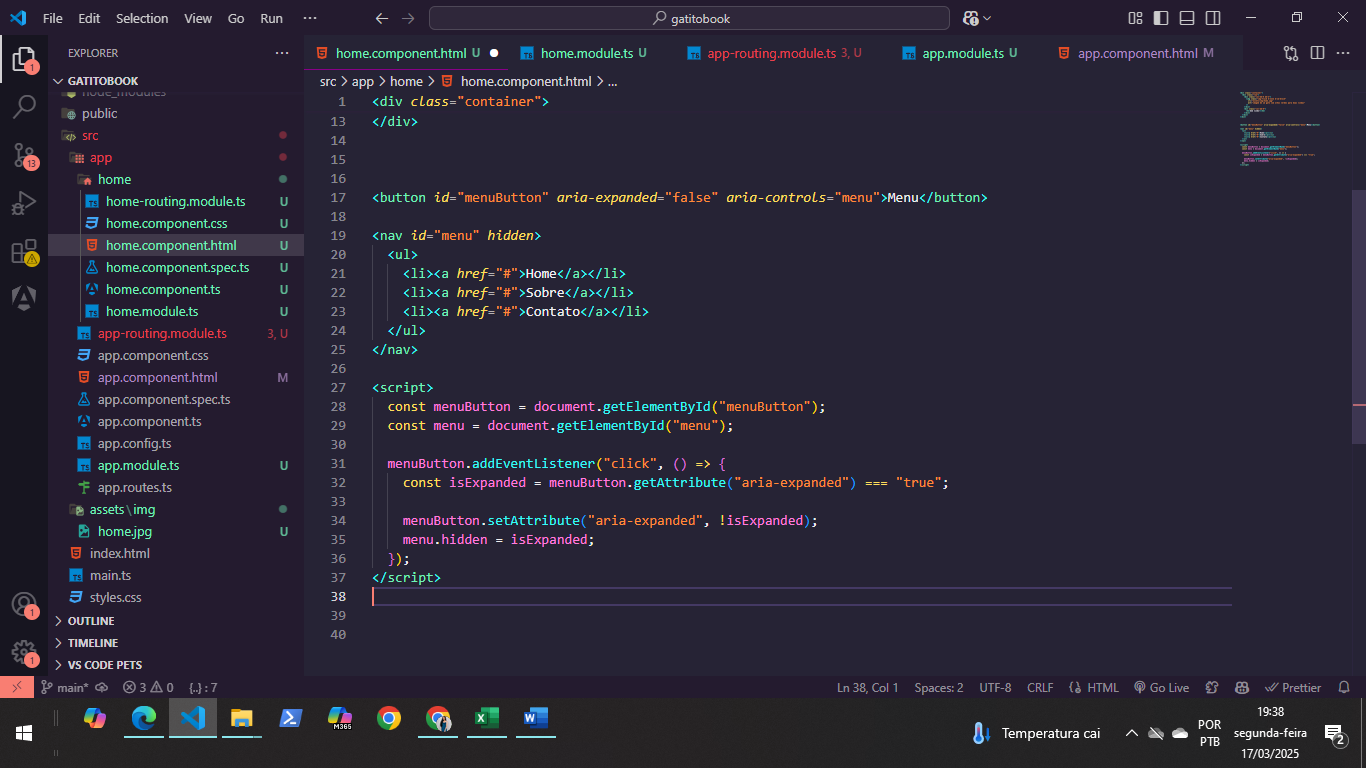 File Edit Selection View Go Run ···
gatitobook
EXPLORER ···
GATITOBOOK
node_modules
public
src
app
home
home-routing.module.ts U
home.component.css U
home.component.html U
home.component.spec.ts U
home.component.ts U
home.module.ts U
app-routing.module.ts 3, U
app.component.css
app.component.html M
app.component.spec.ts
app.component.ts
app.config.ts
app.module.ts U
app.routes.ts
assets\img
home.jpg U
index.html
main.ts
styles.css
OUTLINE
TIMELINE
VS CODE PETS
1
13
1
1
home.component.html U home.module.ts U app-routing.module.ts 3, U app.module.ts U app.component.html M
src > app > home > home.component.html > ...
1 <div class="container">
13 </div>
14
15
16
17 <button id="menuButton" aria-expanded="false" aria-controls="menu">Menu</button>
18
19 <nav id="menu" hidden>
20 <ul>
21 <li><a href="#">Home</a></li>
22 <li><a href="#">Sobre</a></li>
23 <li><a href="#">Contato</a></li>
24 </ul>
25 </nav>
26
27 <script>
28 const menuButton = document.getElementById("menuButton");
29 const menu = document.getElementById("menu");
30
31 menuButton.addEventListener("click", () => {
32 const isExpanded = menuButton.getAttribute("aria-expanded") === "true";
33
34 menuButton.setAttribute("aria-expanded", !isExpanded);
35 menu.hidden = isExpanded;
36 });
37 </script>
38
39
40
main* 3 0 {..} : 7 Ln 38, Col 1 Spaces: 2 UTF-8 CRLF HTML Go Live Prettier
M365
Temperatura cai
POR
PTB
19:38
segunda-feira
17/03/2025
2